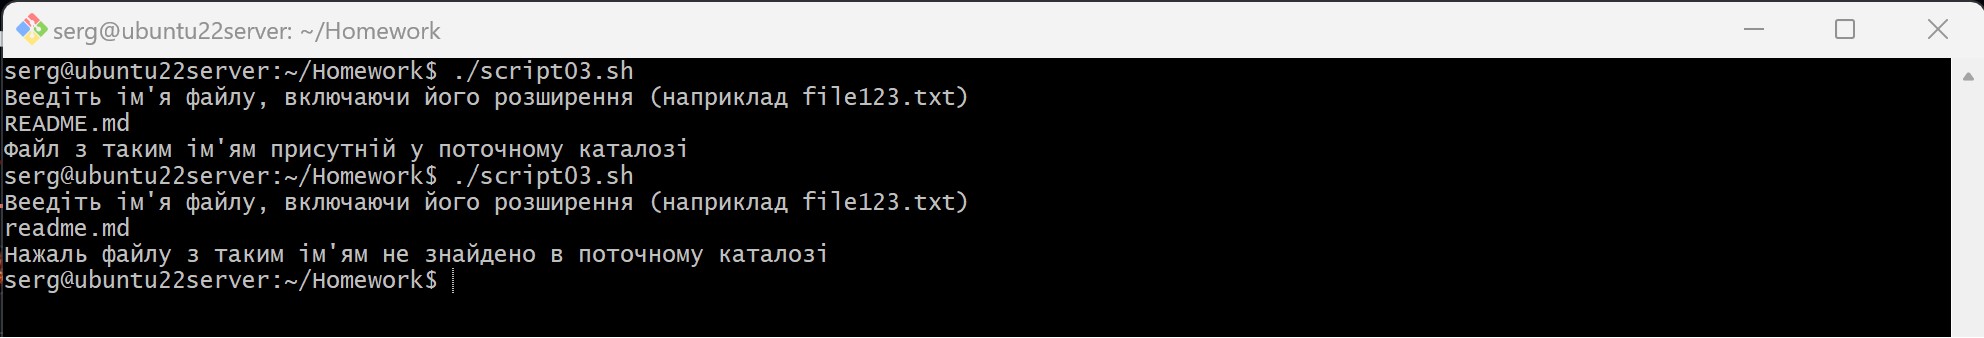 serg@ubuntu22server: ~/Homework
serg@ubuntu22server:~/Homework$ ./script03.sh
Веедіть ім'я файлу, включаючи його розширення (наприклад file123.txt)
README.md
Файл з таким ім'ям присутній у поточному каталозі
serg@ubuntu22server:~/Homework$ ./script03.sh
Веедіть ім'я файлу, включаючи його розширення (наприклад file123.txt)
readme.md
Нажаль файлу з таким ім'ям не знайдено в поточному каталозі
serg@ubuntu22server:~/Homework$